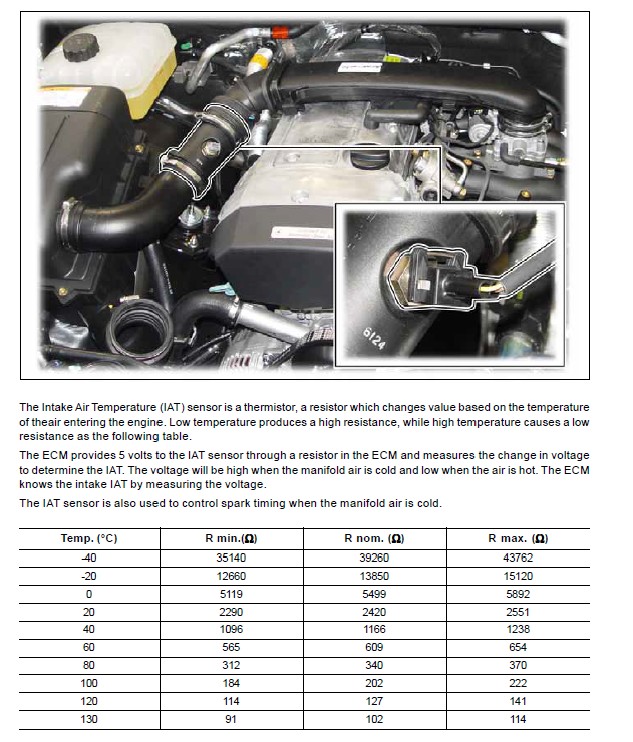 6124
The Intake Air Temperature (IAT) sensor is a thermistor, a resistor which changes value based on the temperature
of theair entering the engine. Low temperature produces a high resistance, while high temperature causes a low
resistance as the following table.
The ECM provides 5 volts to the IAT sensor through a resistor in the ECM and measures the change in voltage
to determine the IAT. The voltage will be high when the manifold air is cold and low when the air is hot. The ECM
knows the intake IAT by measuring the voltage.
The IAT sensor is also used to control spark timing when the manifold air is cold.
Temp. (°C) R min.(Ω) R nom. (Ω) R max. (Ω)
-40 35140 39260 43762
-20 12660 13850 15120
0 5119 5499 5892
20 2290 2420 2551
40 1096 1166 1238
60 565 609 654
80 312 340 370
100 184 202 222
120 114 127 141
130 91 102 114